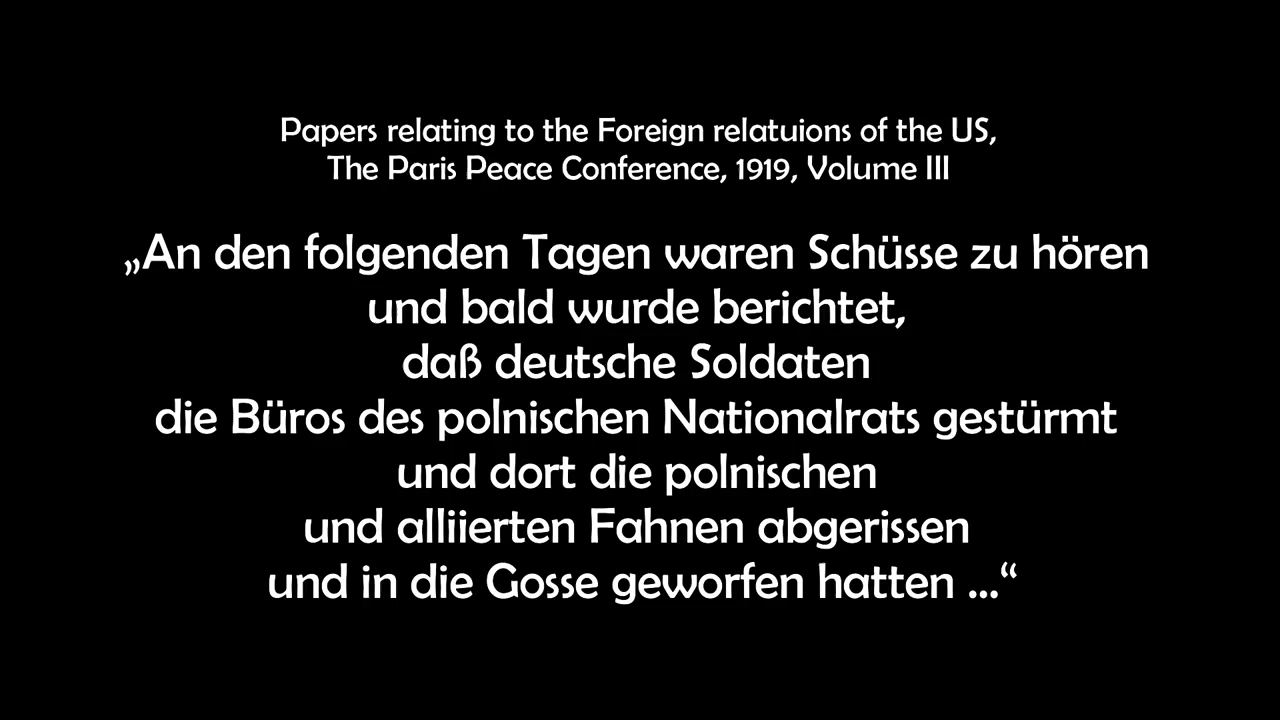 Papers relating to the Foreign relatuions of the US,
The Paris Peace Conference, 1919, Volume III
„An den folgenden Tagen waren Schüsse zu hören
und bald wurde berichtet,
daß deutsche Soldaten
die Büros des polnischen Nationalrats gestürmt
und dort die polnischen
und alliierten Fahnen abgerissen
und in die Gosse geworfen hatten ...“